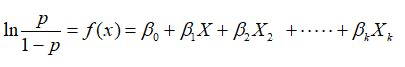 ln p/(1−p) = f(x) = β₀ + β₁X + β₂X₂ + ····· + βₖXₖ